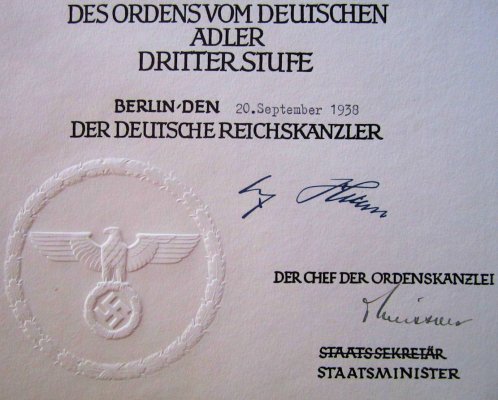 DES ORDENS VOM DEUTSCHEN
ADLER
DRITTER STUFE
BERLIN, DEN 20.September 1938
DER DEUTSCHE REICHSKANZLER
DER CHEF DER ORDENSKANZLEI
STAATSSEKRETÄR
STAATSMINISTER